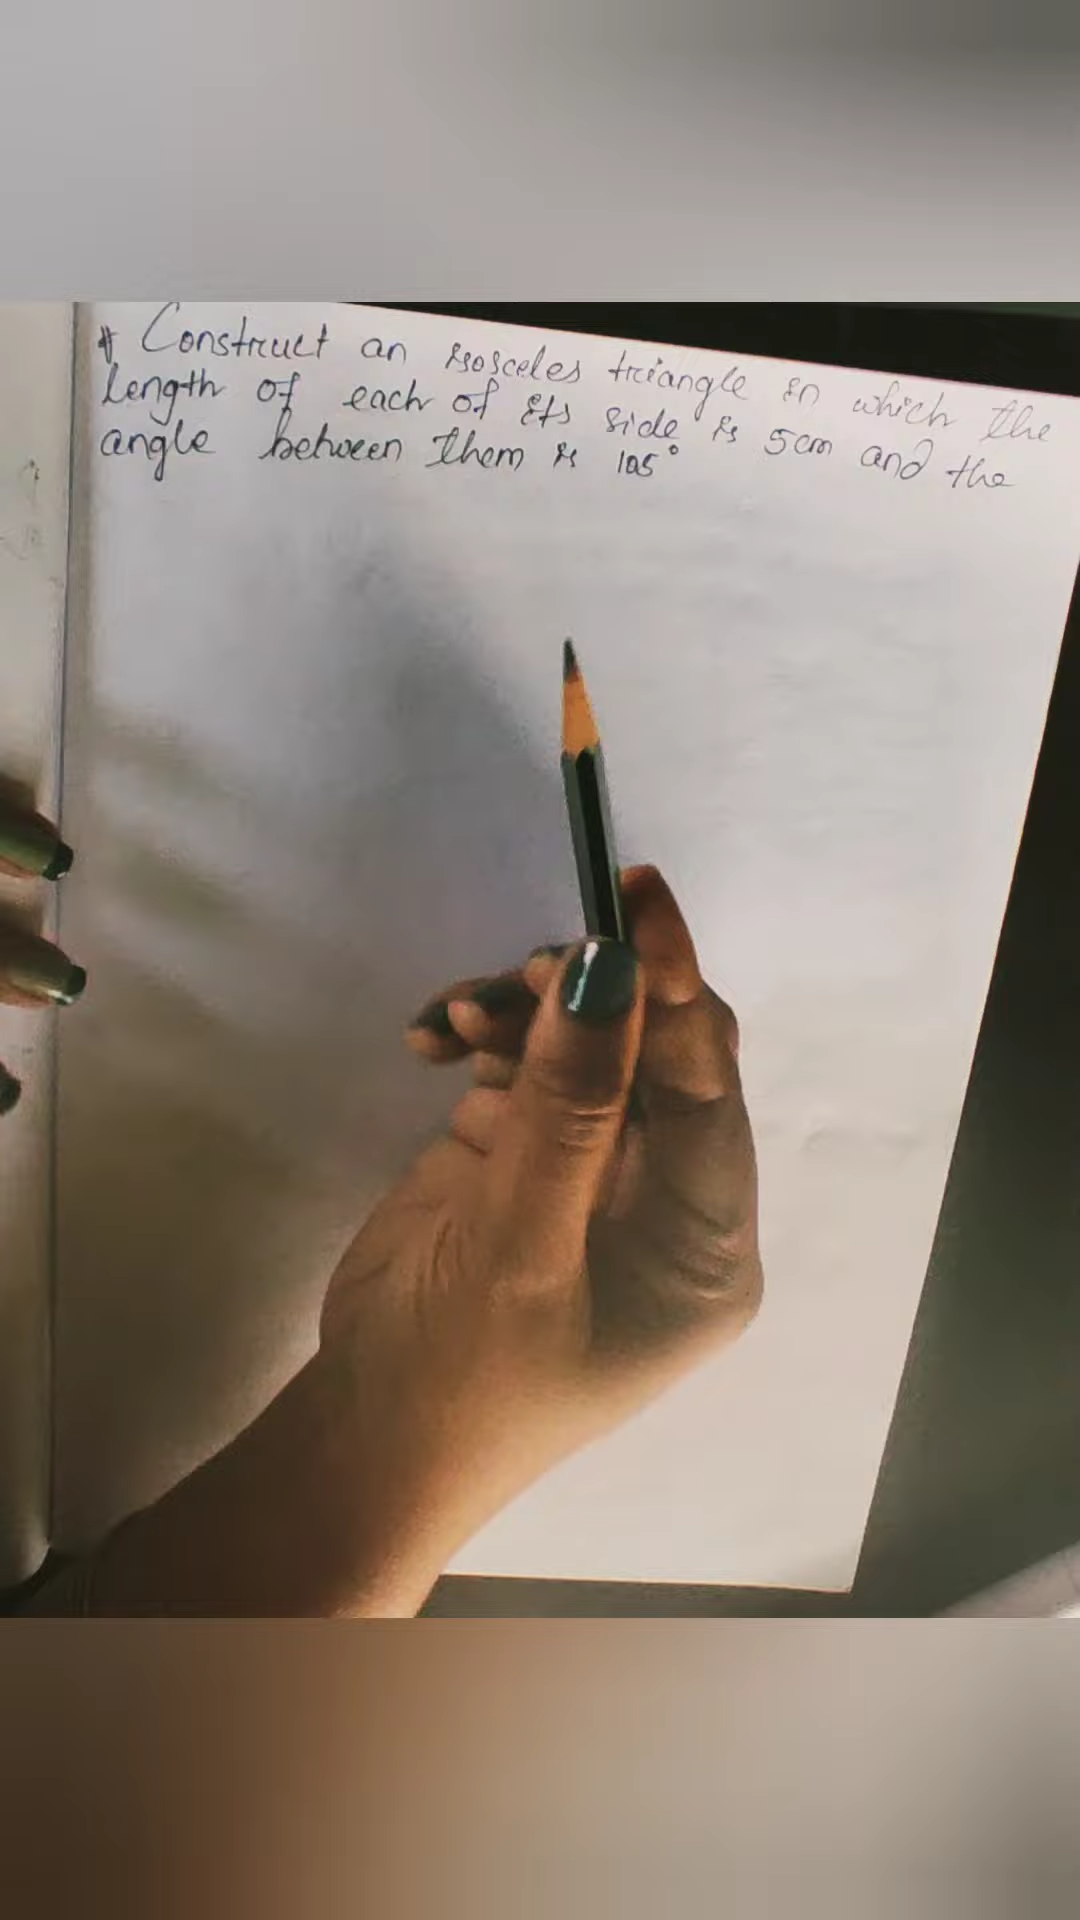 * Construct an isosceles triangle in which the
length of each of its side is 5cm and the
angle between them is 105°